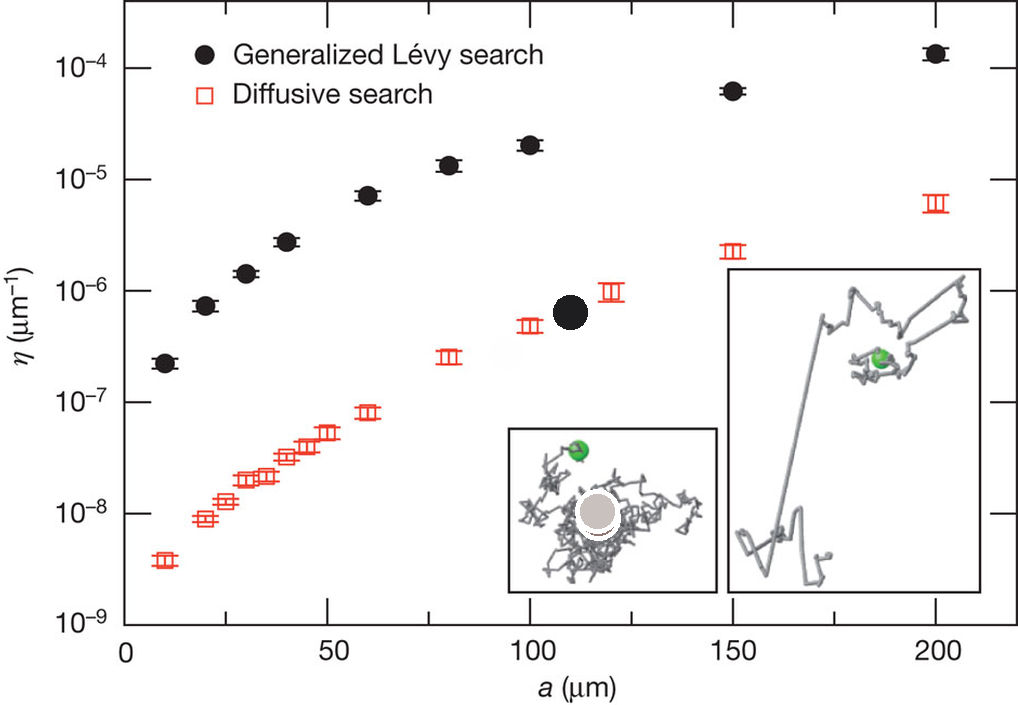 Generalized Lévy search
Diffusive search
10⁻⁴
10⁻⁵
10⁻⁶
10⁻⁷
10⁻⁸
10⁻⁹
η (μm⁻¹)
0 50 100 150 200
a (μm)